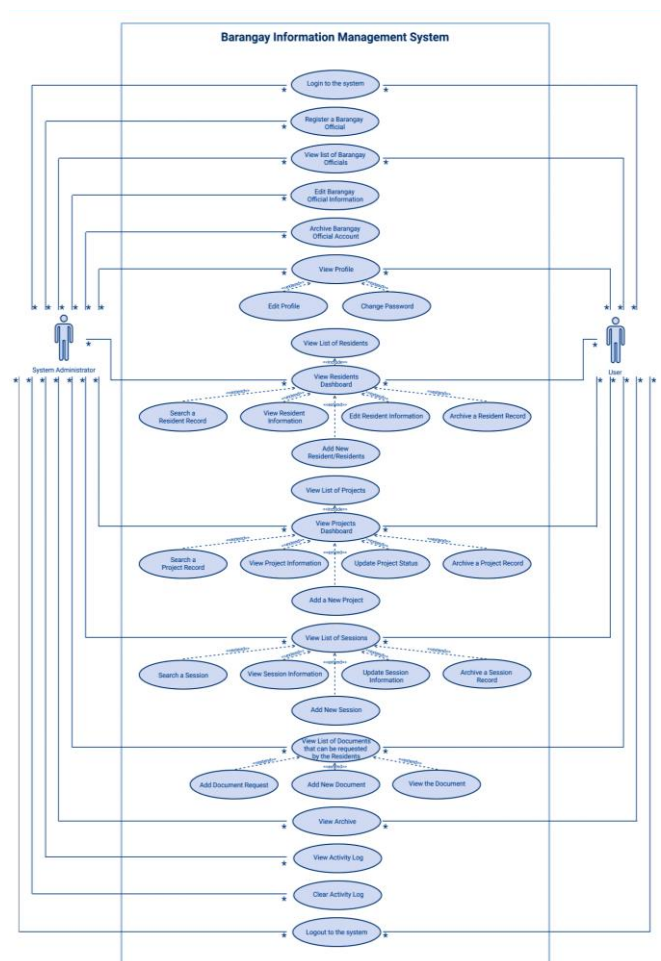 Barangay Information Management System
Login to the system
Register a Barangay
Official
View list of Barangay
Officials
Edit Barangay
Official Information
Archive Barangay
Official Account
View Profile
Edit Profile
Change Password
View List of Residents
System Administrator
User
View Residents
Dashboard
Search a
Resident Record
View Resident
Information
Edit Resident Information
Archive a Resident Record
Add New
Resident/Residents
View List of Projects
View Projects
Dashboard
Search a
Project Record
View Project Information
Update Project Status
Archive a Project Record
Add a New Project
View List of Sessions
Search a Session
View Session Information
Update Session
Information
Archive a Session
Record
Add New Session
View List of Documents
that can be requested
by the Residents
Add Document Request
Add New Document
View the Document
View Archive
View Activity Log
Clear Activity Log
Logout to the system